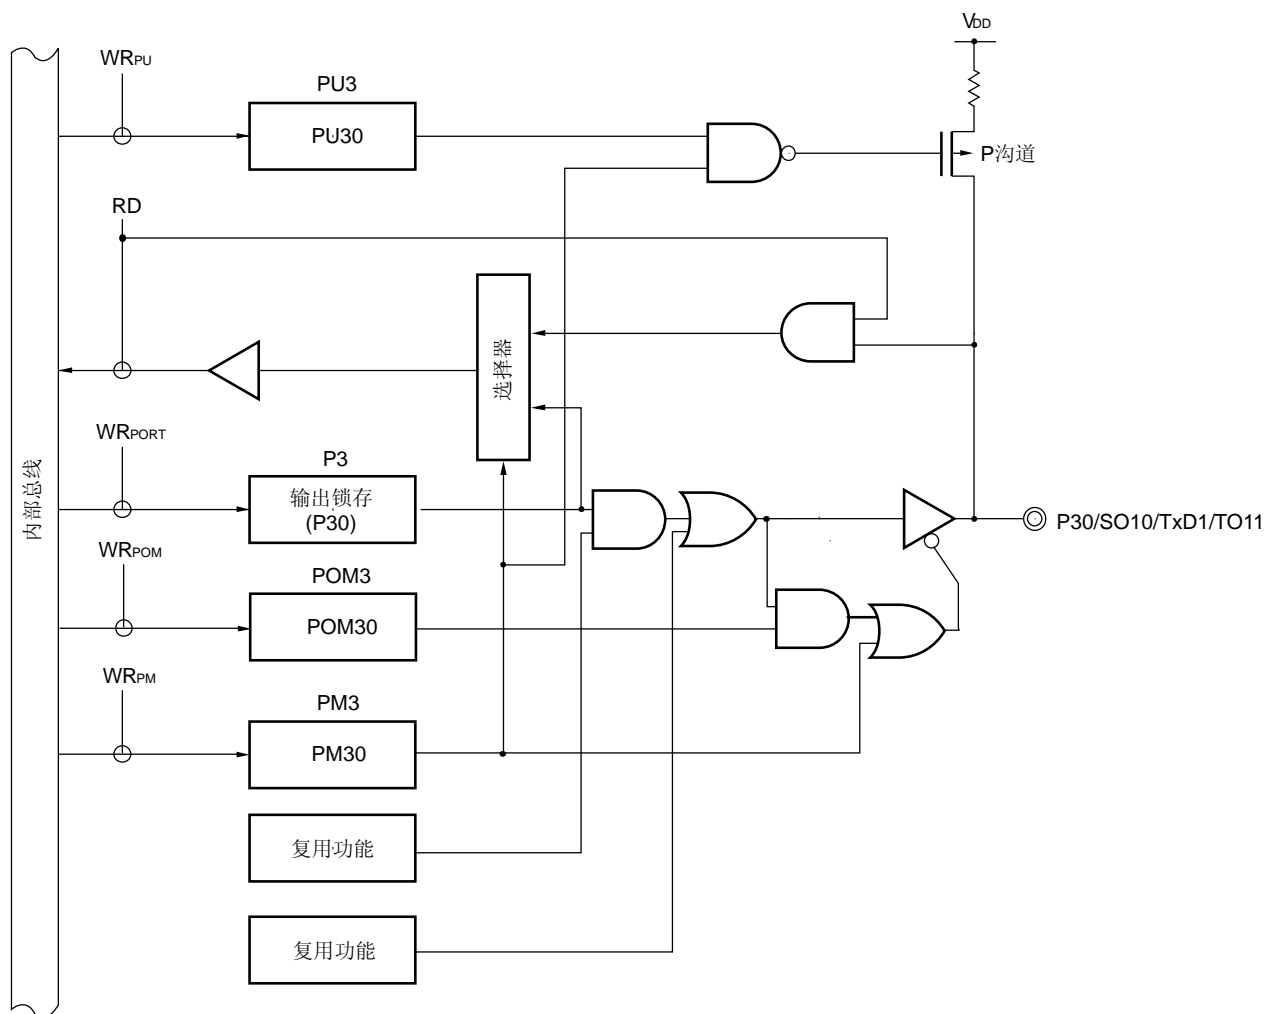 VDD
WRPU
PU3
PU30
P沟道
RD
选择器
WRPORT
P3
输出锁存
(P30)
内部总线
P30/SO10/TxD1/TO11
WRPOM
POM3
POM30
WRPM
PM3
PM30
复用功能
复用功能